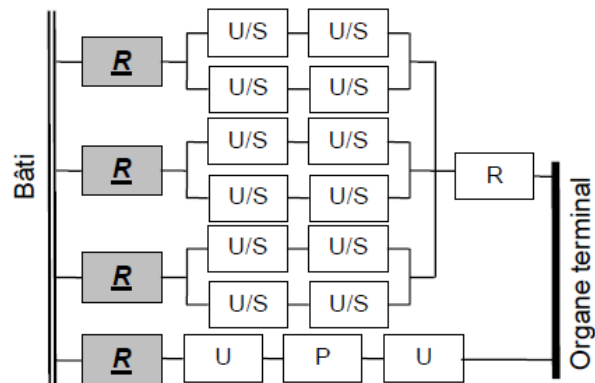 Bâti
U/S U/S
R
U/S U/S
U/S U/S
R R
U/S U/S
U/S U/S
R
U/S U/S
R U P U
Organe terminal